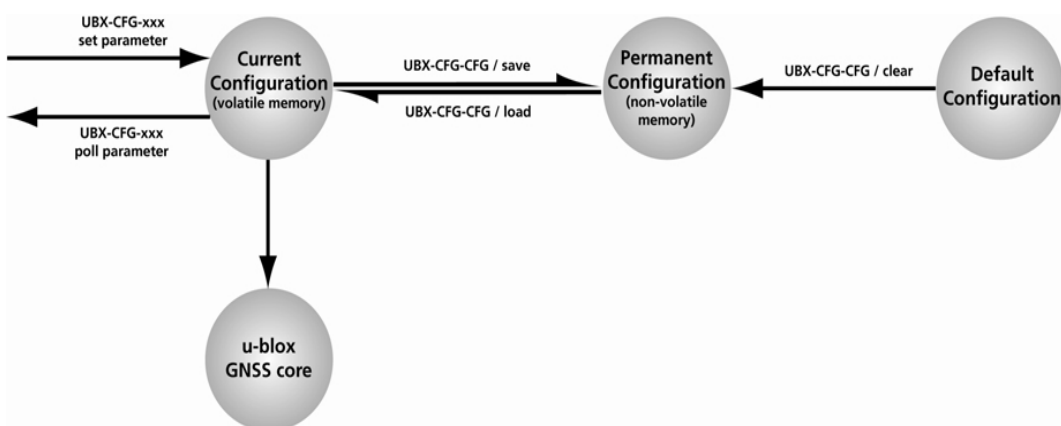 UBX-CFG-xxx
set parameter
UBX-CFG-xxx
poll parameter
Current
Configuration
(volatile memory)
UBX-CFG-CFG / save
UBX-CFG-CFG / load
Permanent
Configuration
(non-volatile
memory)
UBX-CFG-CFG / clear
Default
Configuration
u-blox
GNSS core